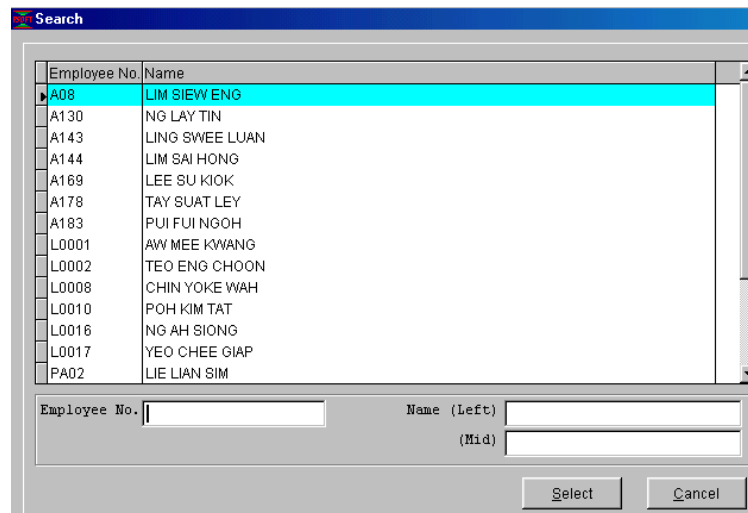 Search
Employee No. Name
A08 LIM SIEW ENG
A130 NG LAY TIN
A143 LING SWEE LUAN
A144 LIM SAI HONG
A169 LEE SU KIOK
A178 TAY SUAT LEY
A183 PUI FUI NGOH
L0001 AW MEE KWANG
L0002 TEO ENG CHOON
L0008 CHIN YOKE WAH
L0010 POH KIM TAT
L0016 NG AH SIONG
L0017 YEO CHEE GIAP
PA02 LIE LIAN SIM
Employee No. Name (Left)
(Mid)
Select Cancel